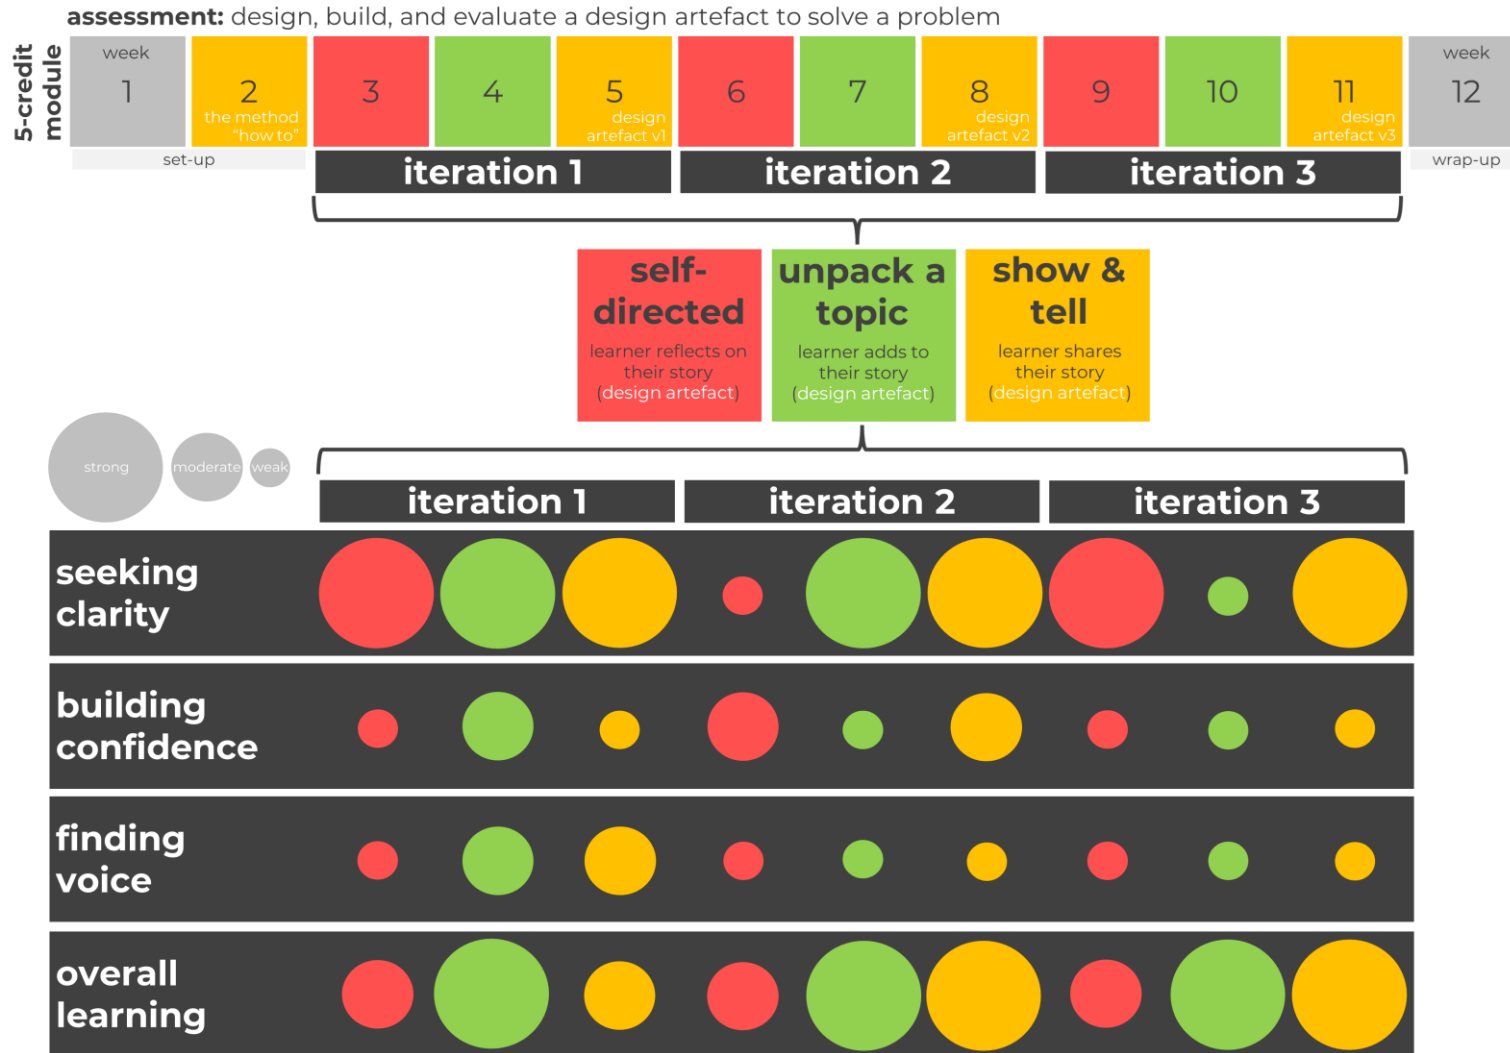 assessment: design, build, and evaluate a design artefact to solve a problem
5-credit
module
week
1
2
the method
“how to”
3
4
5
design
artefact v1
6
7
8
design
artefact v2
9
10
11
design
artefact v3
week
12
set-up
iteration 1
iteration 2
iteration 3
wrap-up
self-
directed
learner reflects on
their story
(design artefact)
unpack a
topic
learner adds to
their story
(design artefact)
show &
tell
learner shares
their story
(design artefact)
strong
moderate
weak
iteration 1
iteration 2
iteration 3
seeking
clarity
building
confidence
finding
voice
overall
learning